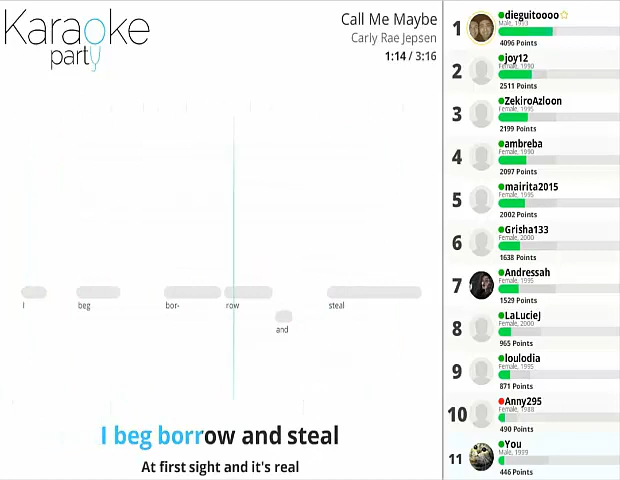 Karaoke
party
Call Me Maybe
Carly Rae Jepsen
1:14 / 3:16
I beg bor- row steal
and
I beg borrow and steal
At first sight and it's real
1 dieguitoooo
Male, 1993
4096 Points
2 joy12
Female, 1990
2511 Points
3 ZekiroAzloon
Female, 1995
2199 Points
4 ambreba
Female, 1990
2097 Points
5 mairita2015
Female, 1995
2002 Points
6 Grisha133
Female, 2000
1638 Points
7 Andressah
Female, 1995
1529 Points
8 LaLucieJ
Female, 2000
965 Points
9 loulodia
Female, 1995
871 Points
10 Anny295
Female, 1988
490 Points
11 You
Male, 1999
446 Points